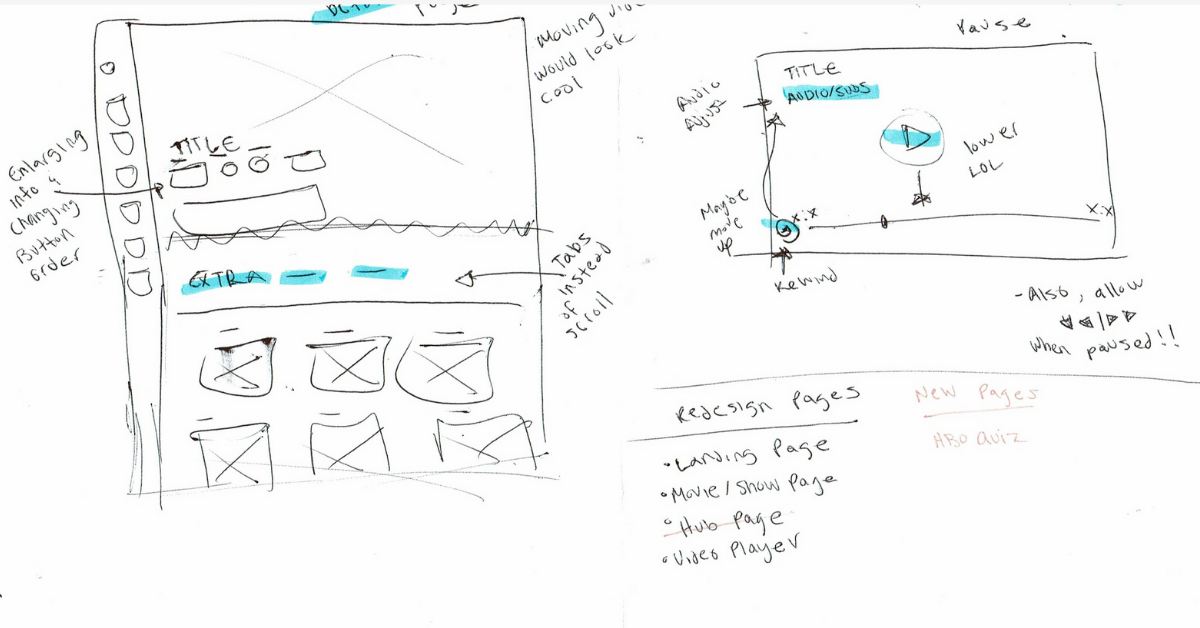 Page
Moving
would look
cool
Enlarging
Info &
Changing
Button
order
TITLE
EXTRA
Tabs
instead
of
scroll
Pause
Audio
Adjust
TITLE
AUDIO/SUBS
lower
LOL
Maybe
move
up
x:x
x:x
Rewind
- Also, allow
when paused!!
Redesign Pages
• Landing Page
• Movie/Show Page
• Hub Page
• Video Player
New Pages
HBO Quiz